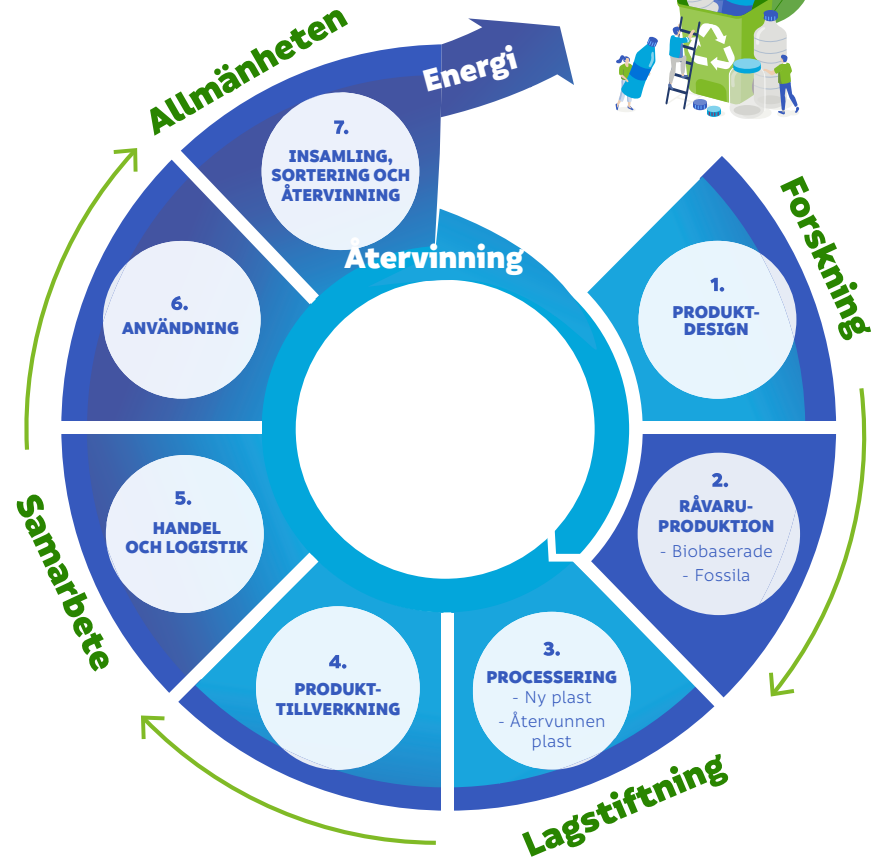 Allmänheten
Energi
7.
INSAMLING,
SORTERING OCH
ÅTERVINNING
Återvinning
Forskning
1.
PRODUKT-
DESIGN
6.
ANVÄNDNING
2.
RÅVARU-
PRODUKTION
- Biobaserade
- Fossila
5.
HANDEL
OCH LOGISTIK
Samarbete
3.
PROCESSERING
- Ny plast
- Återvunnen
plast
4.
PRODUKT-
TILLVERKNING
Lagstiftning